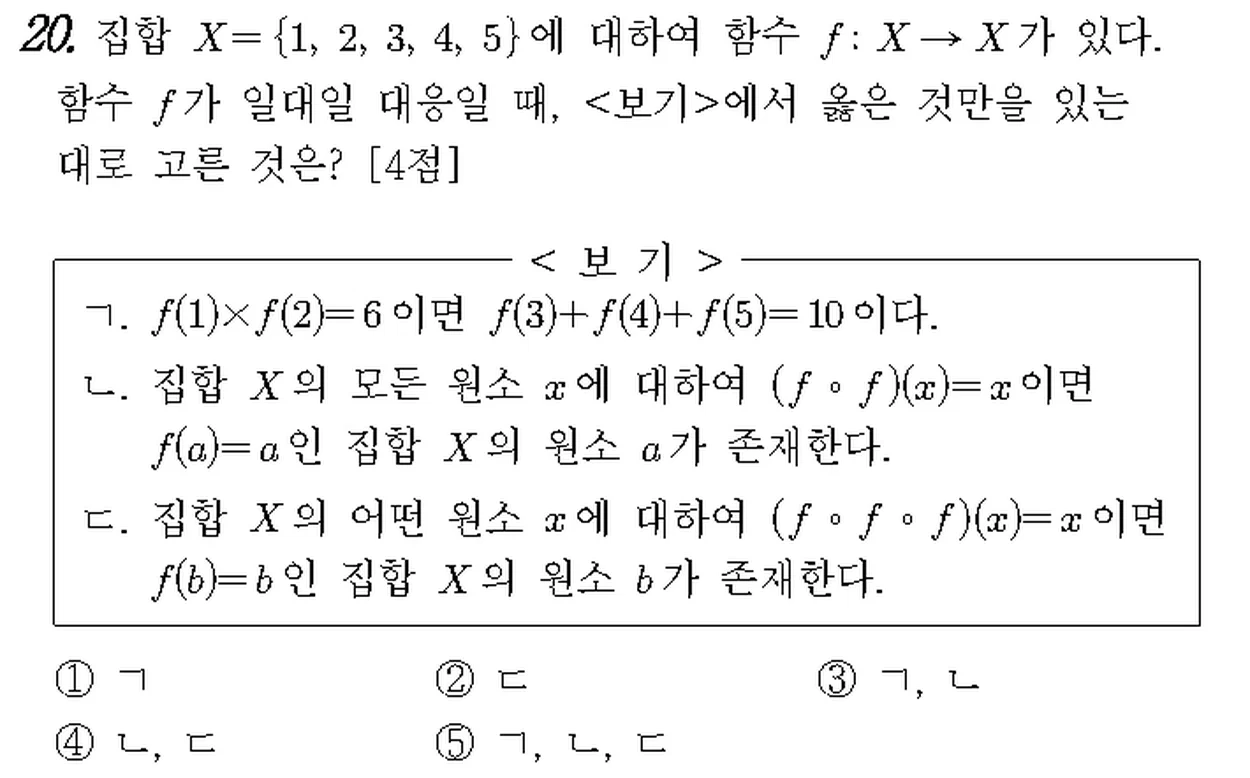 20. 집합 X={1, 2, 3, 4, 5}에 대하여 함수 f : X → X가 있다.
함수 f가 일대일 대응일 때, <보기>에서 옳은 것만을 있는
대로 고른 것은? [4점]
< 보 기 >
ㄱ. f(1)×f(2)=6이면 f(3)+f(4)+f(5)=10이다.
ㄴ. 집합 X의 모든 원소 x에 대하여 (f ∘ f)(x)=x이면
f(a)=a인 집합 X의 원소 a가 존재한다.
ㄷ. 집합 X의 어떤 원소 x에 대하여 (f ∘ f ∘ f)(x)=x이면
f(b)=b인 집합 X의 원소 b가 존재한다.
① ㄱ ② ㄷ ③ ㄱ, ㄴ
④ ㄴ, ㄷ ⑤ ㄱ, ㄴ, ㄷ